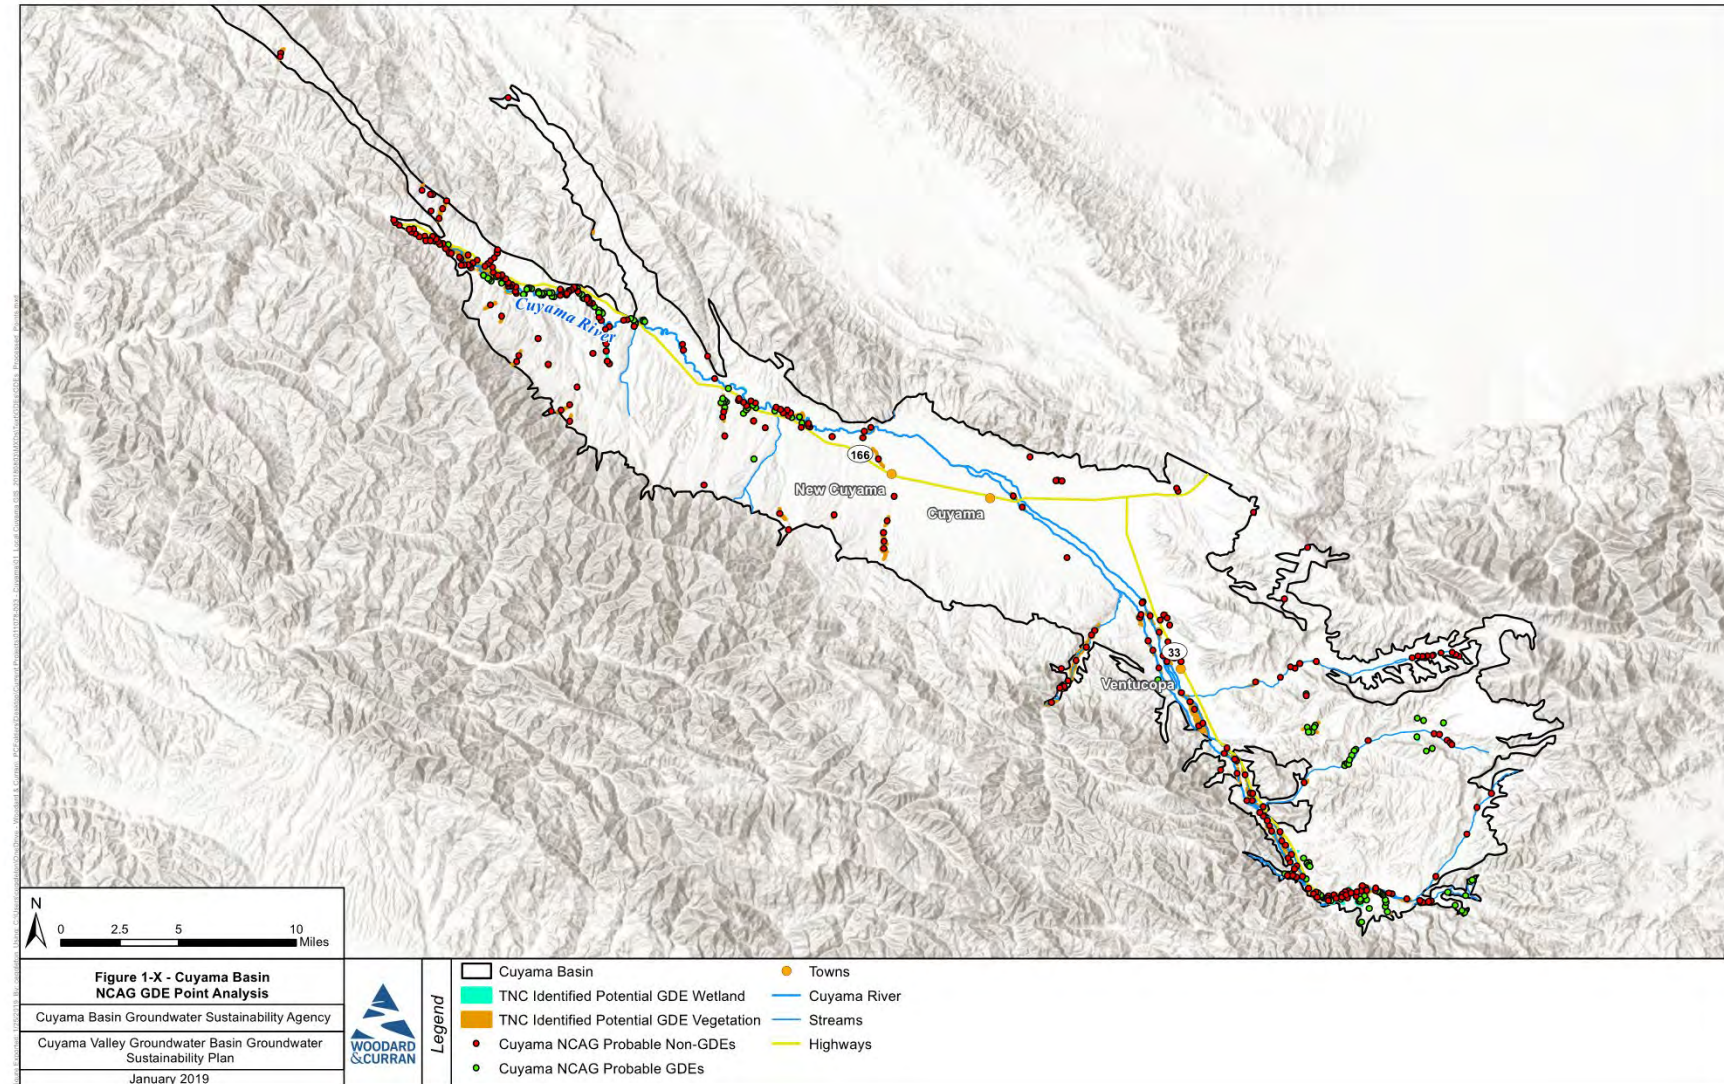 Cuyama River
166
New Cuyama
Cuyama
33
Ventucopa
N
0 2.5 5 10
Miles
Figure 1-X - Cuyama Basin
NCAG GDE Point Analysis
Cuyama Basin Groundwater Sustainability Agency
Cuyama Valley Groundwater Basin Groundwater
Sustainability Plan
January 2019
WOODARD
&CURRAN
Legend
Cuyama Basin
TNC Identified Potential GDE Wetland
TNC Identified Potential GDE Vegetation
Cuyama NCAG Probable Non-GDEs
Cuyama NCAG Probable GDEs
Towns
Cuyama River
Streams
Highways